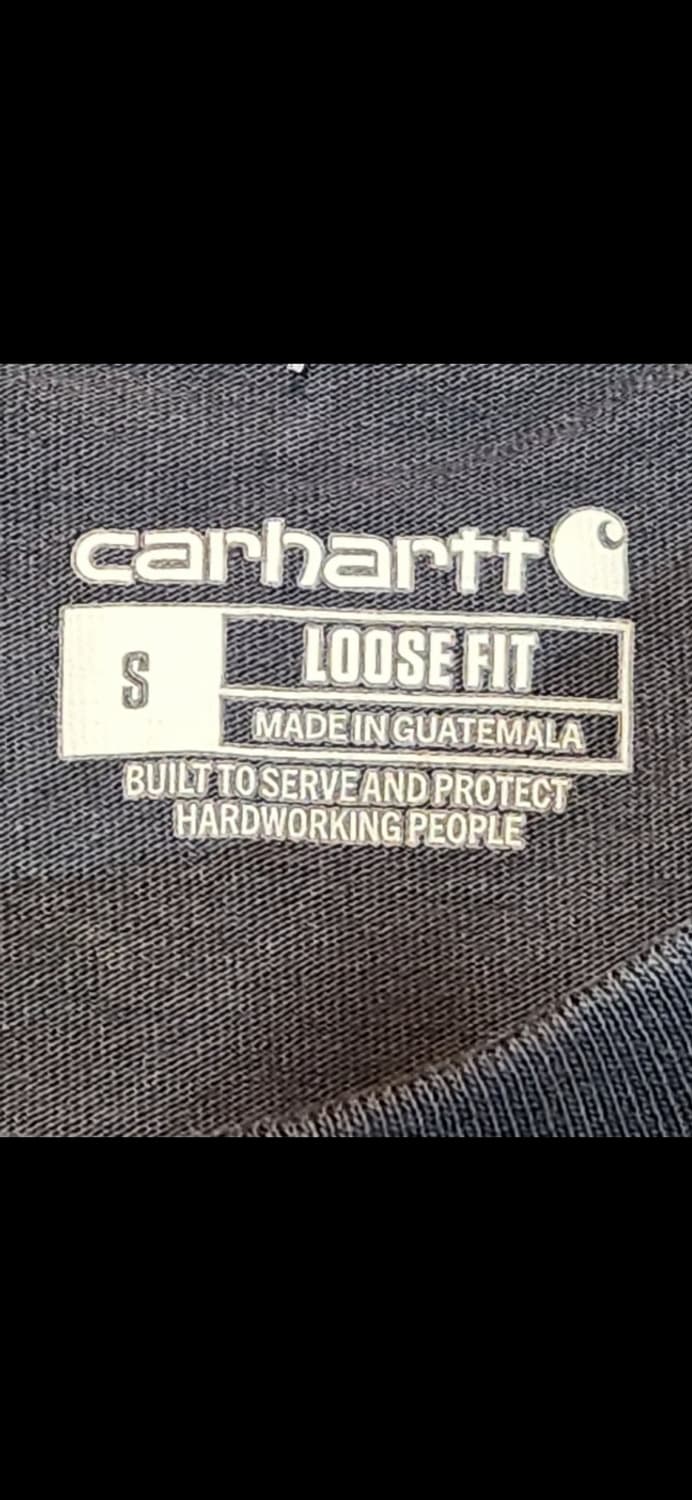 carhartt
S
LOOSE FIT
MADE IN GUATEMALA
BUILT TO SERVE AND PROTECT
HARDWORKING PEOPLE